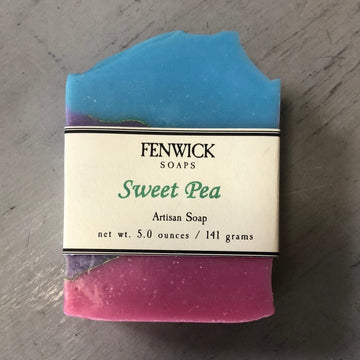 FENWICK
SOAPS
Sweet Pea
Artisan Soap
net wt. 5.0 ounces / 141 grams